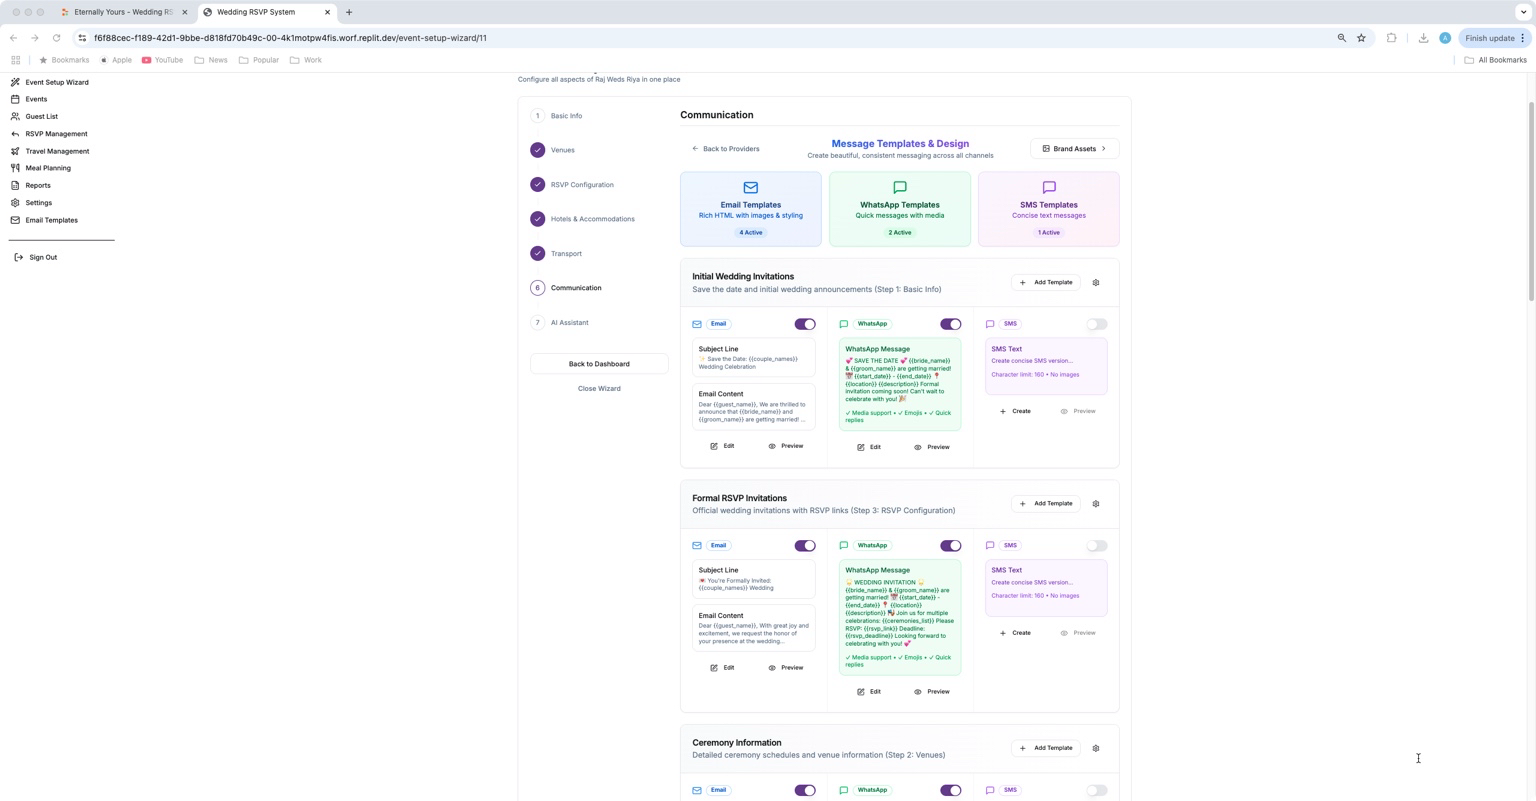 Eternally Yours - Wedding RS
Wedding RSVP System
f6f88cec-f189-42d1-9bbe-d818fd70b49c-00-4k1motpw4fis.worf.replit.dev/event-setup-wizard/11
A
Finish update
Bookmarks
Apple
YouTube
News
Popular
Work
All Bookmarks
Event Setup Wizard
Events
Guest List
RSVP Management
Travel Management
Meal Planning
Reports
Settings
Email Templates
Sign Out
Configure all aspects of Raj Weds Riya in one place
1
Basic Info
Venues
RSVP Configuration
Hotels & Accommodations
Transport
6
Communication
7
AI Assistant
Back to Dashboard
Close Wizard
Communication
Back to Providers
Message Templates & Design
Create beautiful, consistent messaging across all channels
Brand Assets
Email Templates
Rich HTML with images & styling
4 Active
WhatsApp Templates
Quick messages with media
2 Active
SMS Templates
Concise text messages
1 Active
Initial Wedding Invitations
Save the date and initial wedding announcements (Step 1: Basic Info)
Add Template
Email
Subject Line
✨ Save the Date: {{couple_names}}
Wedding Celebration
Email Content
Dear {{guest_name}}, We are thrilled to
announce that {{bride_name}} and
{{groom_name}} are getting married! ...
Edit
Preview
WhatsApp
WhatsApp Message
💕 SAVE THE DATE 💕 {{bride_name}}
& {{groom_name}} are getting married!
📅 {{start_date}} - {{end_date}} 📍
{{location}} {{description}} Formal
invitation coming soon! Can't wait to
celebrate with you! 🎉
✓ Media support • ✓ Emojis • ✓ Quick
replies
Edit
Preview
SMS
SMS Text
Create concise SMS version...
Character limit: 160 • No images
Create
Preview
Formal RSVP Invitations
Official wedding invitations with RSVP links (Step 3: RSVP Configuration)
Add Template
Email
Subject Line
💌 You're Formally Invited:
{{couple_names}} Wedding
Email Content
Dear {{guest_name}}, With great joy and
excitement, we request the honor of
your presence at the wedding...
Edit
Preview
WhatsApp
WhatsApp Message
WEDDING INVITATION
{{bride_name}} & {{groom_name}} are
getting married! 📅 {{start_date}} -
{{end_date}} 📍 {{location}}
{{description}} Join us for multiple
celebrations: {{ceremonies_list}} Please
RSVP: {{rsvp_link}} Deadline:
{{rsvp_deadline}} Looking forward to
celebrating with you! 💕
✓ Media support • ✓ Emojis • ✓ Quick
replies
Edit
Preview
SMS
SMS Text
Create concise SMS version...
Character limit: 160 • No images
Create
Preview
Ceremony Information
Detailed ceremony schedules and venue information (Step 2: Venues)
Add Template
Email
WhatsApp
SMS